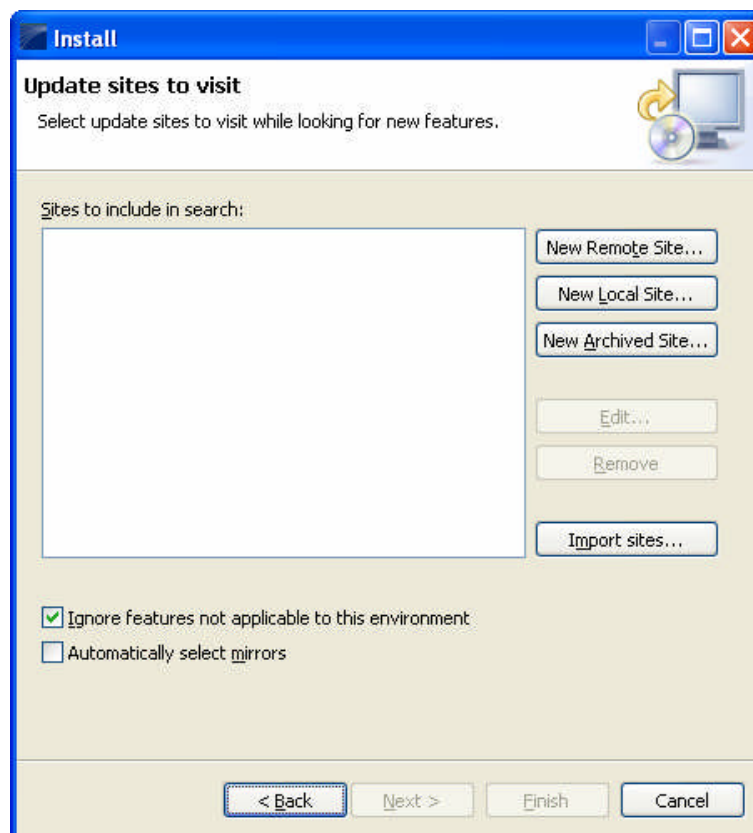 Install
Update sites to visit
Select update sites to visit while looking for new features.
Sites to include in search:
New Remote Site...
New Local Site...
New Archived Site...
Edit...
Remove
Import sites...
Ignore features not applicable to this environment
Automatically select mirrors
< Back Next > Finish Cancel